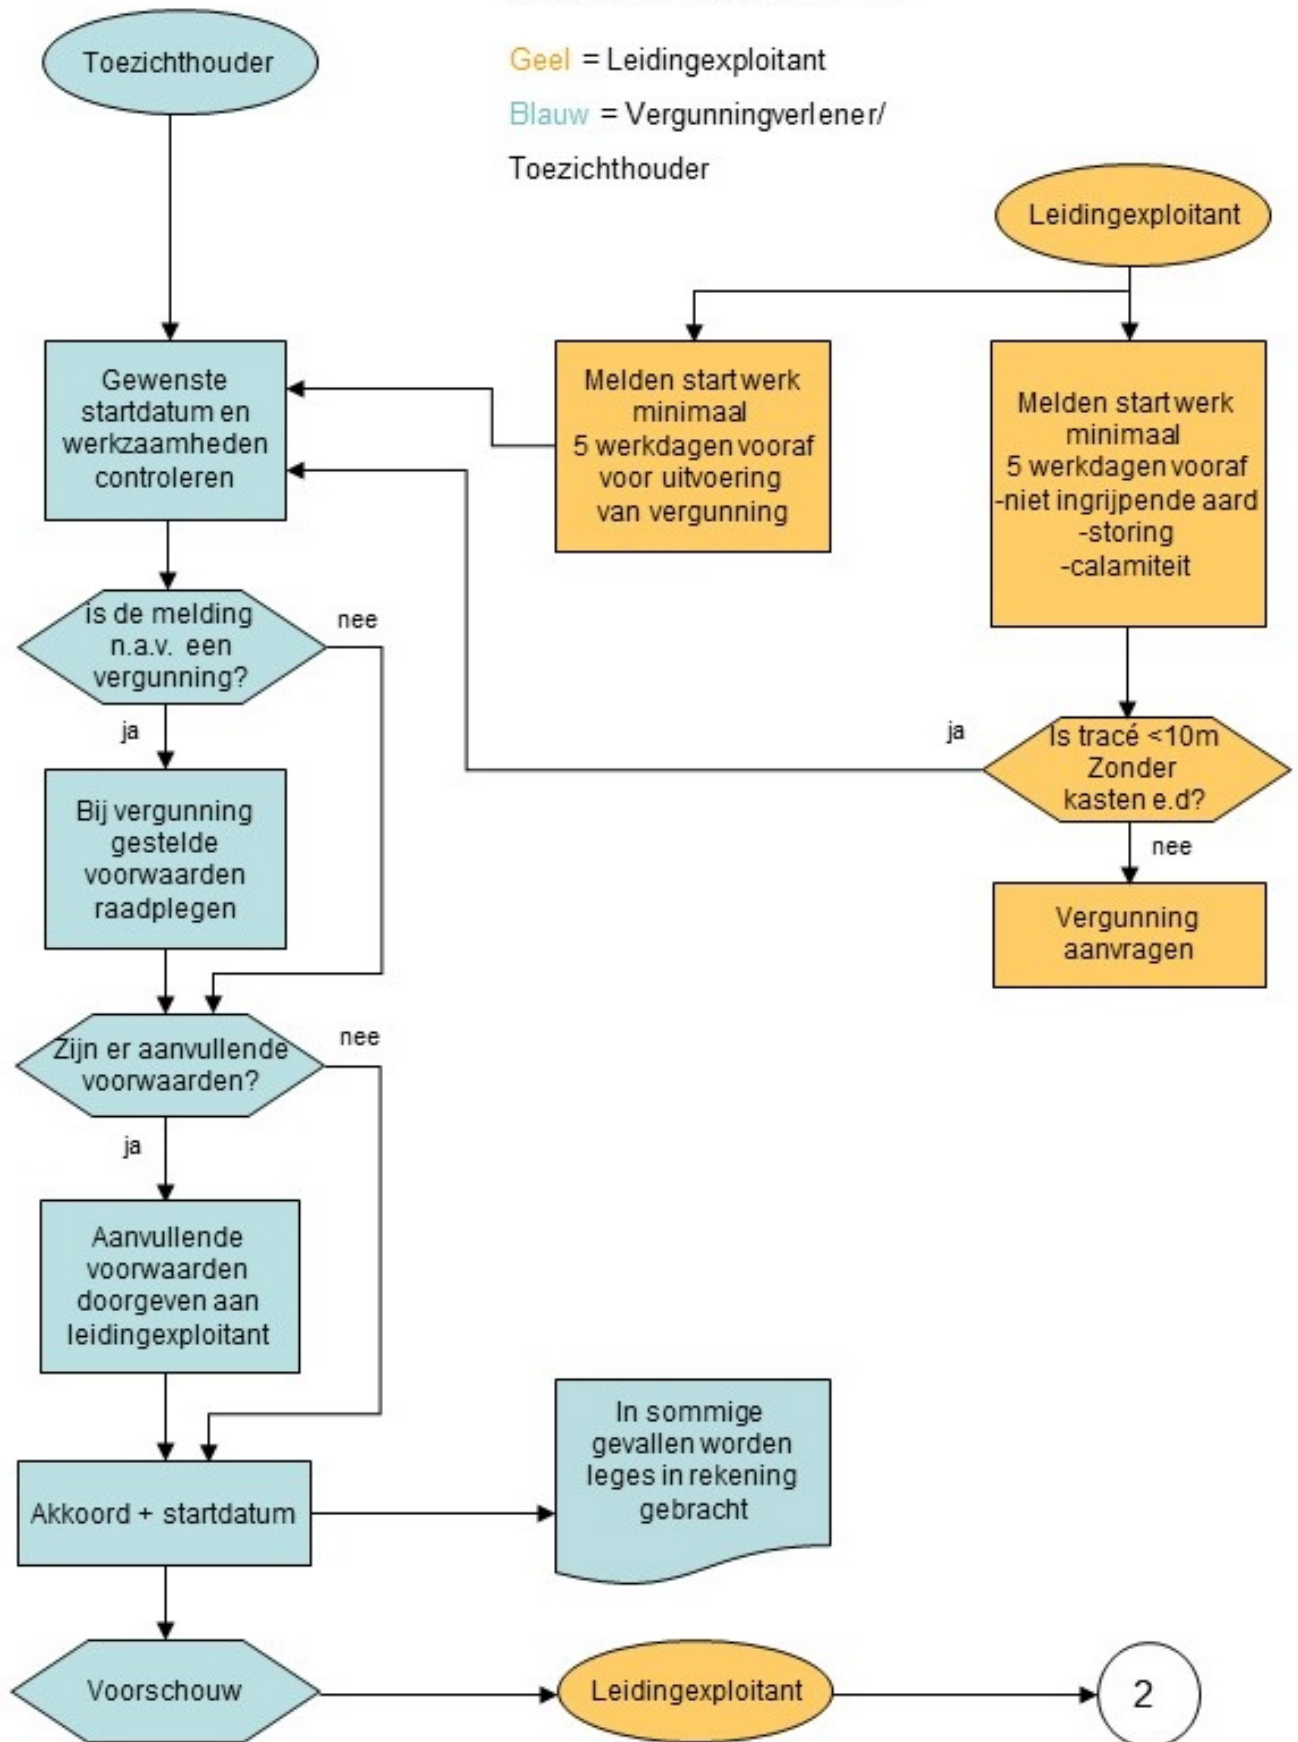 Toezichthouder
Geel = Leidingexploitant
Blauw = Vergunningverlener/
Toezichthouder
Leidingexploitant
Gewenste
startdatum en
werkzaamheden
controleren
Melden start werk
minimaal
5 werkdagen vooraf
voor uitvoering
van vergunning
Melden start werk
minimaal
5 werkdagen vooraf
-niet ingrijpende aard
-storing
-calamiteit
is de melding
n.a.v. een
vergunning?
nee
ja
Is tracé <10m
Zonder
kasten e.d?
ja
nee
Vergunning
aanvragen
Bij vergunning
gestelde
voorwaarden
raadplegen
Zijn er aanvullende
voorwaarden?
nee
ja
Aanvullende
voorwaarden
doorgeven aan
leidingexploitant
Akkoord + startdatum
In sommige
gevallen worden
leges in rekening
gebracht
Voorschouw
Leidingexploitant
2